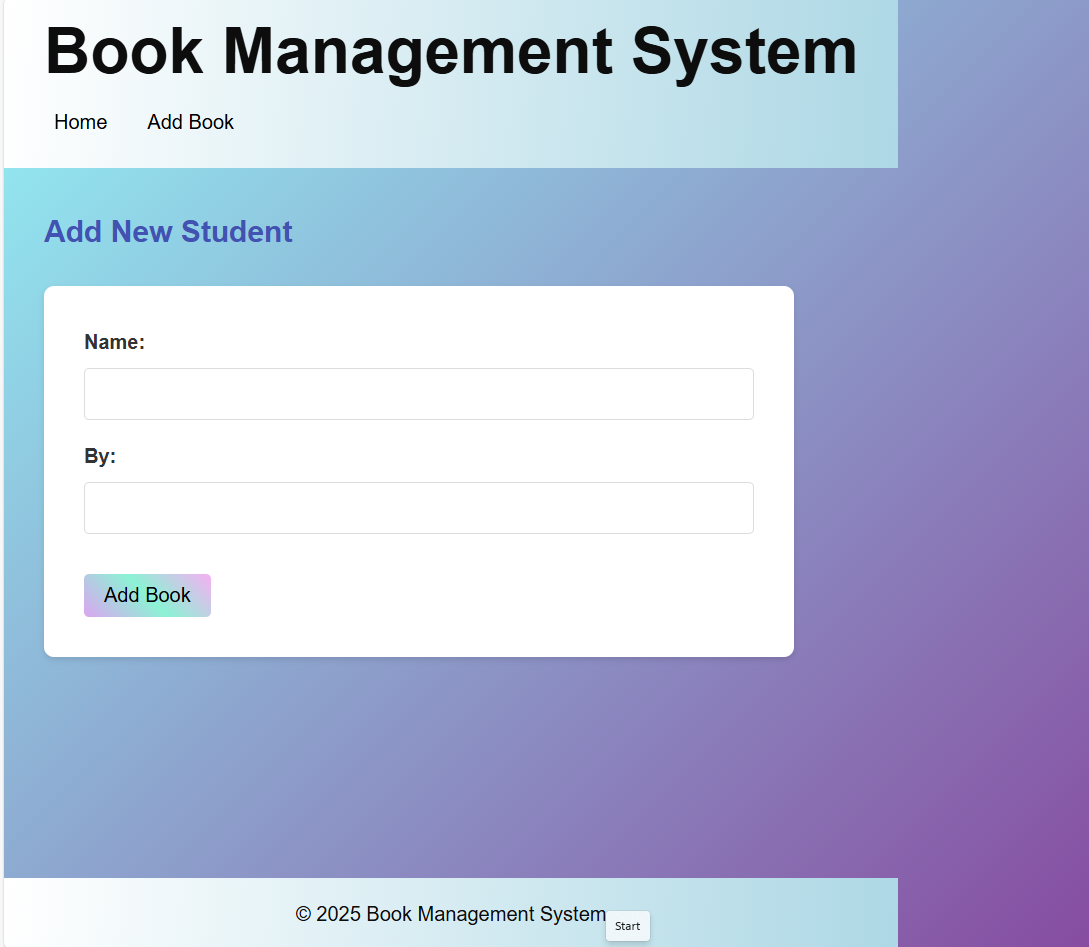 Book Management System
Home Add Book
Add New Student
Name:
By:
Add Book
© 2025 Book Management System
Start